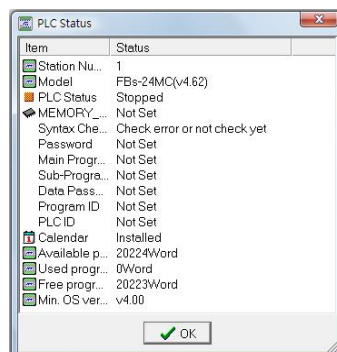 PLC Status
Item Status
Station Nu... 1
Model FBs-24MC(v4.62)
PLC Status Stopped
MEMORY_... Not Set
Syntax Che... Check error or not check yet
Password Not Set
Main Progr... Not Set
Sub-Progra... Not Set
Data Pass... Not Set
Program ID Not Set
PLC ID Not Set
Calendar Installed
Available p... 20224Word
Used progr... 0Word
Free progr... 20223Word
Min. OS ver... v4.00
OK